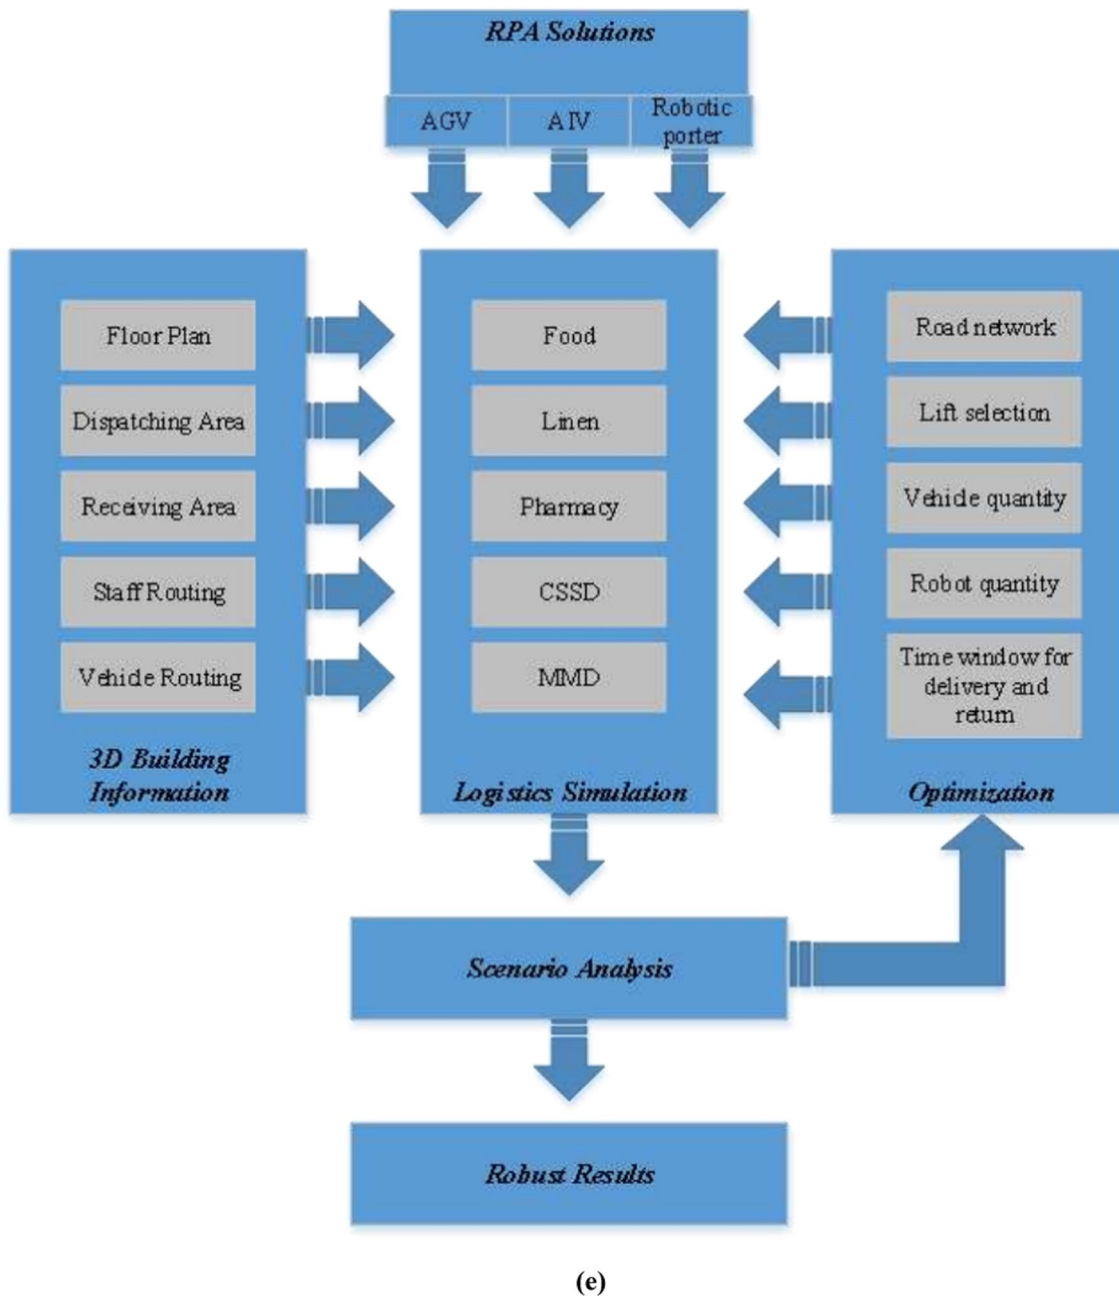 RPA Solutions
AGV
AIV
Robotic
porter
Floor Plan
Dispatching Area
Receiving Area
Staff Routing
Vehicle Routing
3D Building
Information
Food
Linen
Pharmacy
CSSD
MMD
Logistics Simulation
Road network
Lift selection
Vehicle quantity
Robot quantity
Time window for
delivery and
return
Optimization
Scenario Analysis
Robust Results
(e)